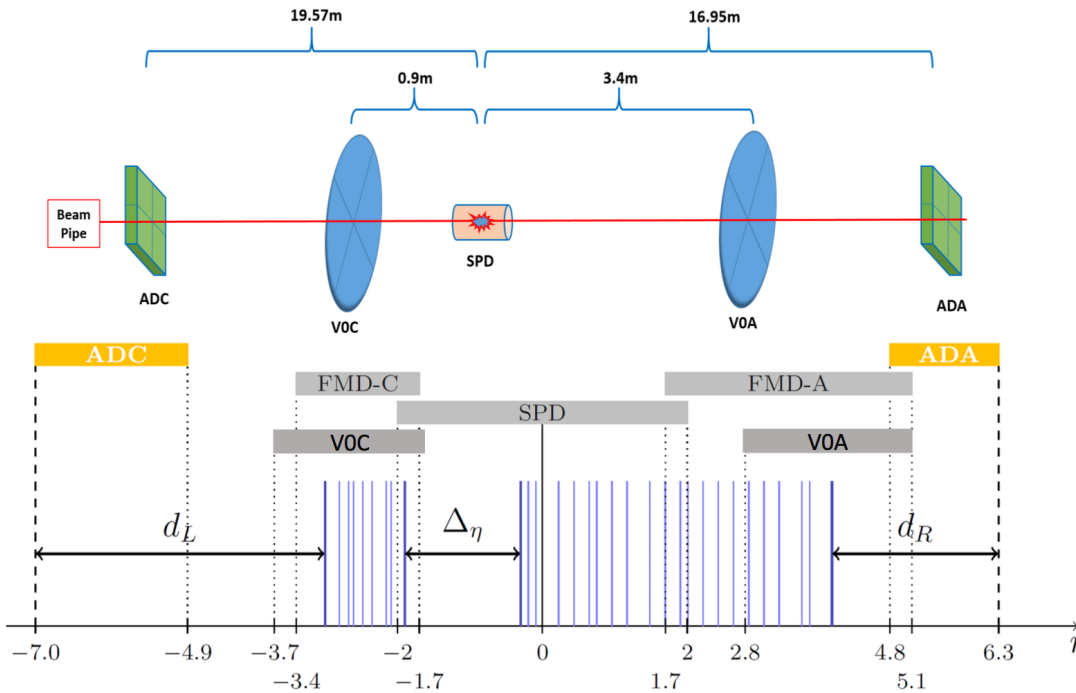 19.57m
16.95m
0.9m
3.4m
Beam
Pipe
SPD
ADC
ADA
V0C
V0A
ADC
ADA
FMD-C
FMD-A
SPD
V0C
V0A
d_L
Δ_η
d_R
−7.0
−4.9
−3.7
−2
0
2
2.8
4.8
6.3
−3.4
−1.7
1.7
5.1